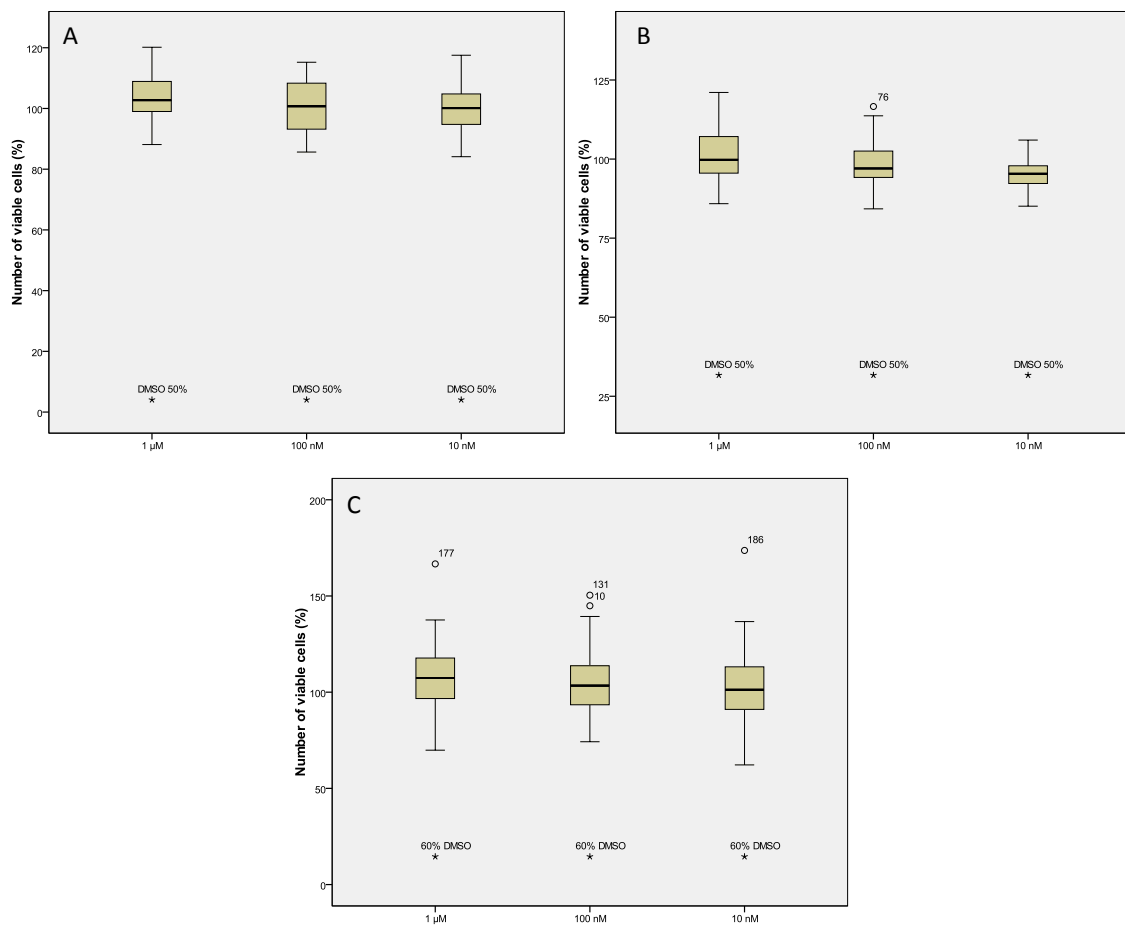 A
Number of viable cells (%)
120
100
80
60
40
20
0
DMSO 50%
DMSO 50%
DMSO 50%
1 µM
100 nM
10 nM
B
Number of viable cells (%)
125
100
75
50
25
76
DMSO 50%
DMSO 50%
DMSO 50%
1 µM
100 nM
10 nM
C
Number of viable cells (%)
200
150
100
50
0
177
131
10
186
60% DMSO
60% DMSO
60% DMSO
1 µM
100 nM
10 nM